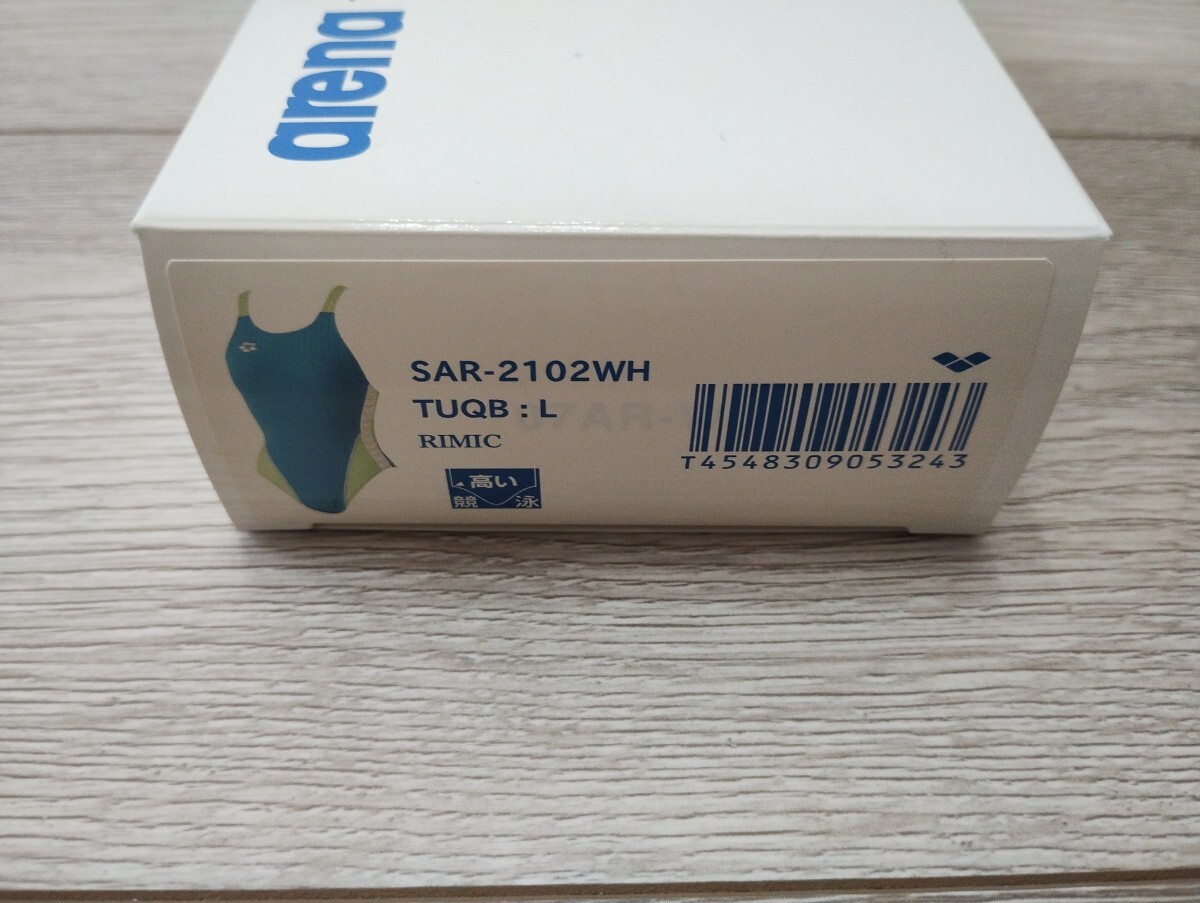 arena
SAR-2102WH
TUQB : L
RIMIC
高い
競 泳
T4548309053243